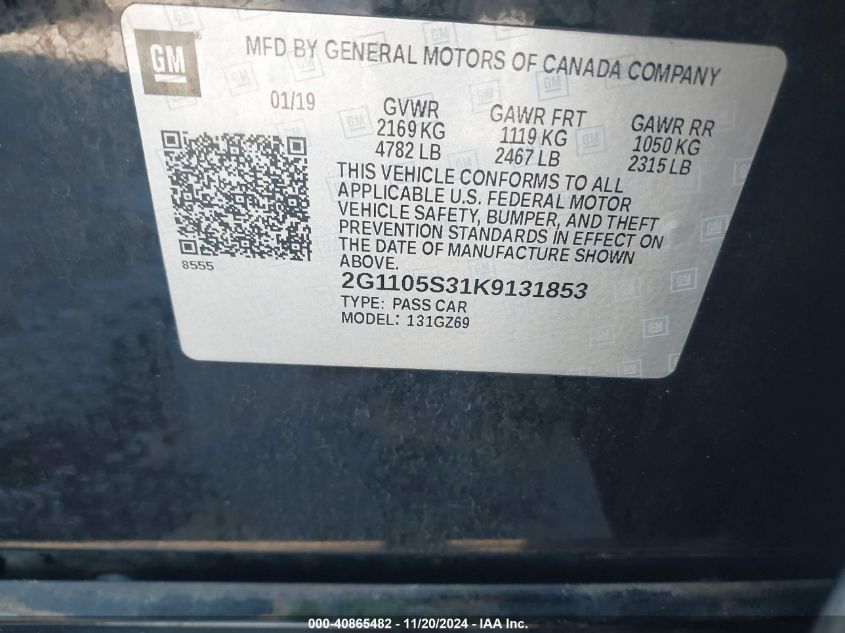 GM
MFD BY GENERAL MOTORS OF CANADA COMPANY
01/19
GVWR
2169 KG
4782 LB
GAWR FRT
1119 KG
2467 LB
GAWR RR
1050 KG
2315 LB
THIS VEHICLE CONFORMS TO ALL
APPLICABLE U.S. FEDERAL MOTOR
VEHICLE SAFETY, BUMPER, AND THEFT
PREVENTION STANDARDS IN EFFECT ON
THE DATE OF MANUFACTURE SHOWN
ABOVE.
8555
2G1105S31K9131853
TYPE: PASS CAR
MODEL: 131GZ69
000-40865482 - 11/20/2024 - IAA Inc.